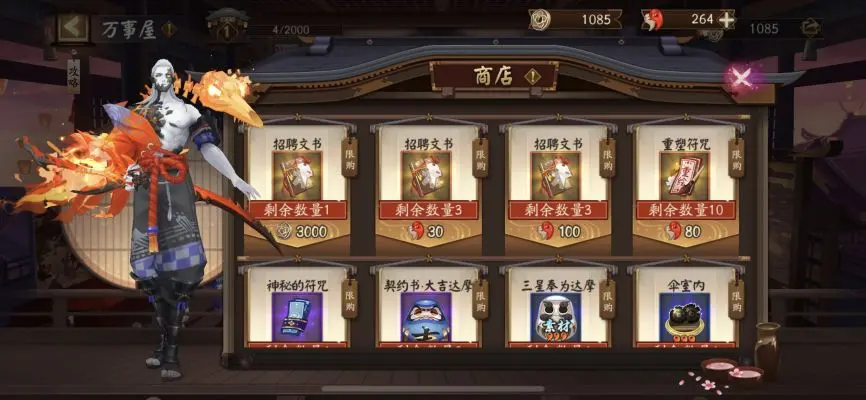 万事屋
1
4/2000
1085
264
1085
攻略
商店
招聘文书
限购
剩余数量1
3000
招聘文书
限购
剩余数量3
30
招聘文书
限购
剩余数量3
100
重塑符咒
限购
剩余数量10
80
神秘的符咒
限购
契约书·大吉达摩
限购
三星奉为达摩
素材
限购
伞室内
限购